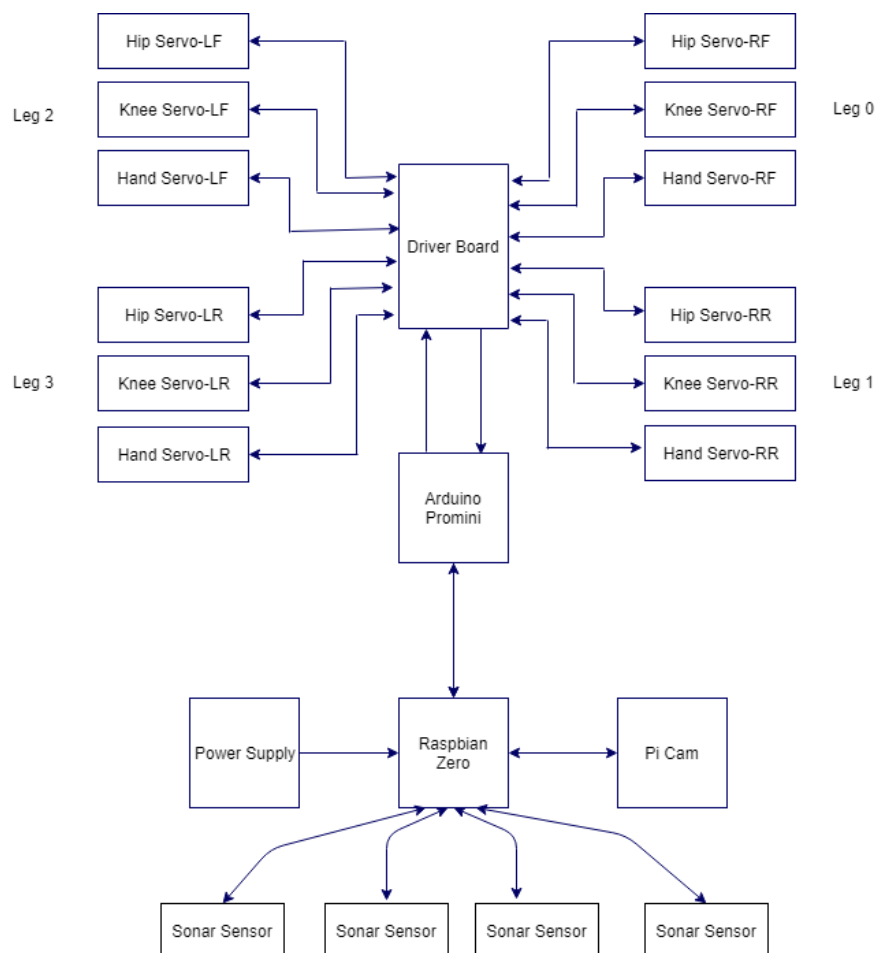 Hip Servo-LF
Hip Servo-RF
Leg 2
Knee Servo-LF
Knee Servo-RF
Leg 0
Hand Servo-LF
Hand Servo-RF
Driver Board
Hip Servo-LR
Hip Servo-RR
Leg 3
Knee Servo-LR
Knee Servo-RR
Leg 1
Hand Servo-LR
Hand Servo-RR
Arduino
Promini
Power Supply
Raspbian
Zero
Pi Cam
Sonar Sensor
Sonar Sensor
Sonar Sensor
Sonar Sensor